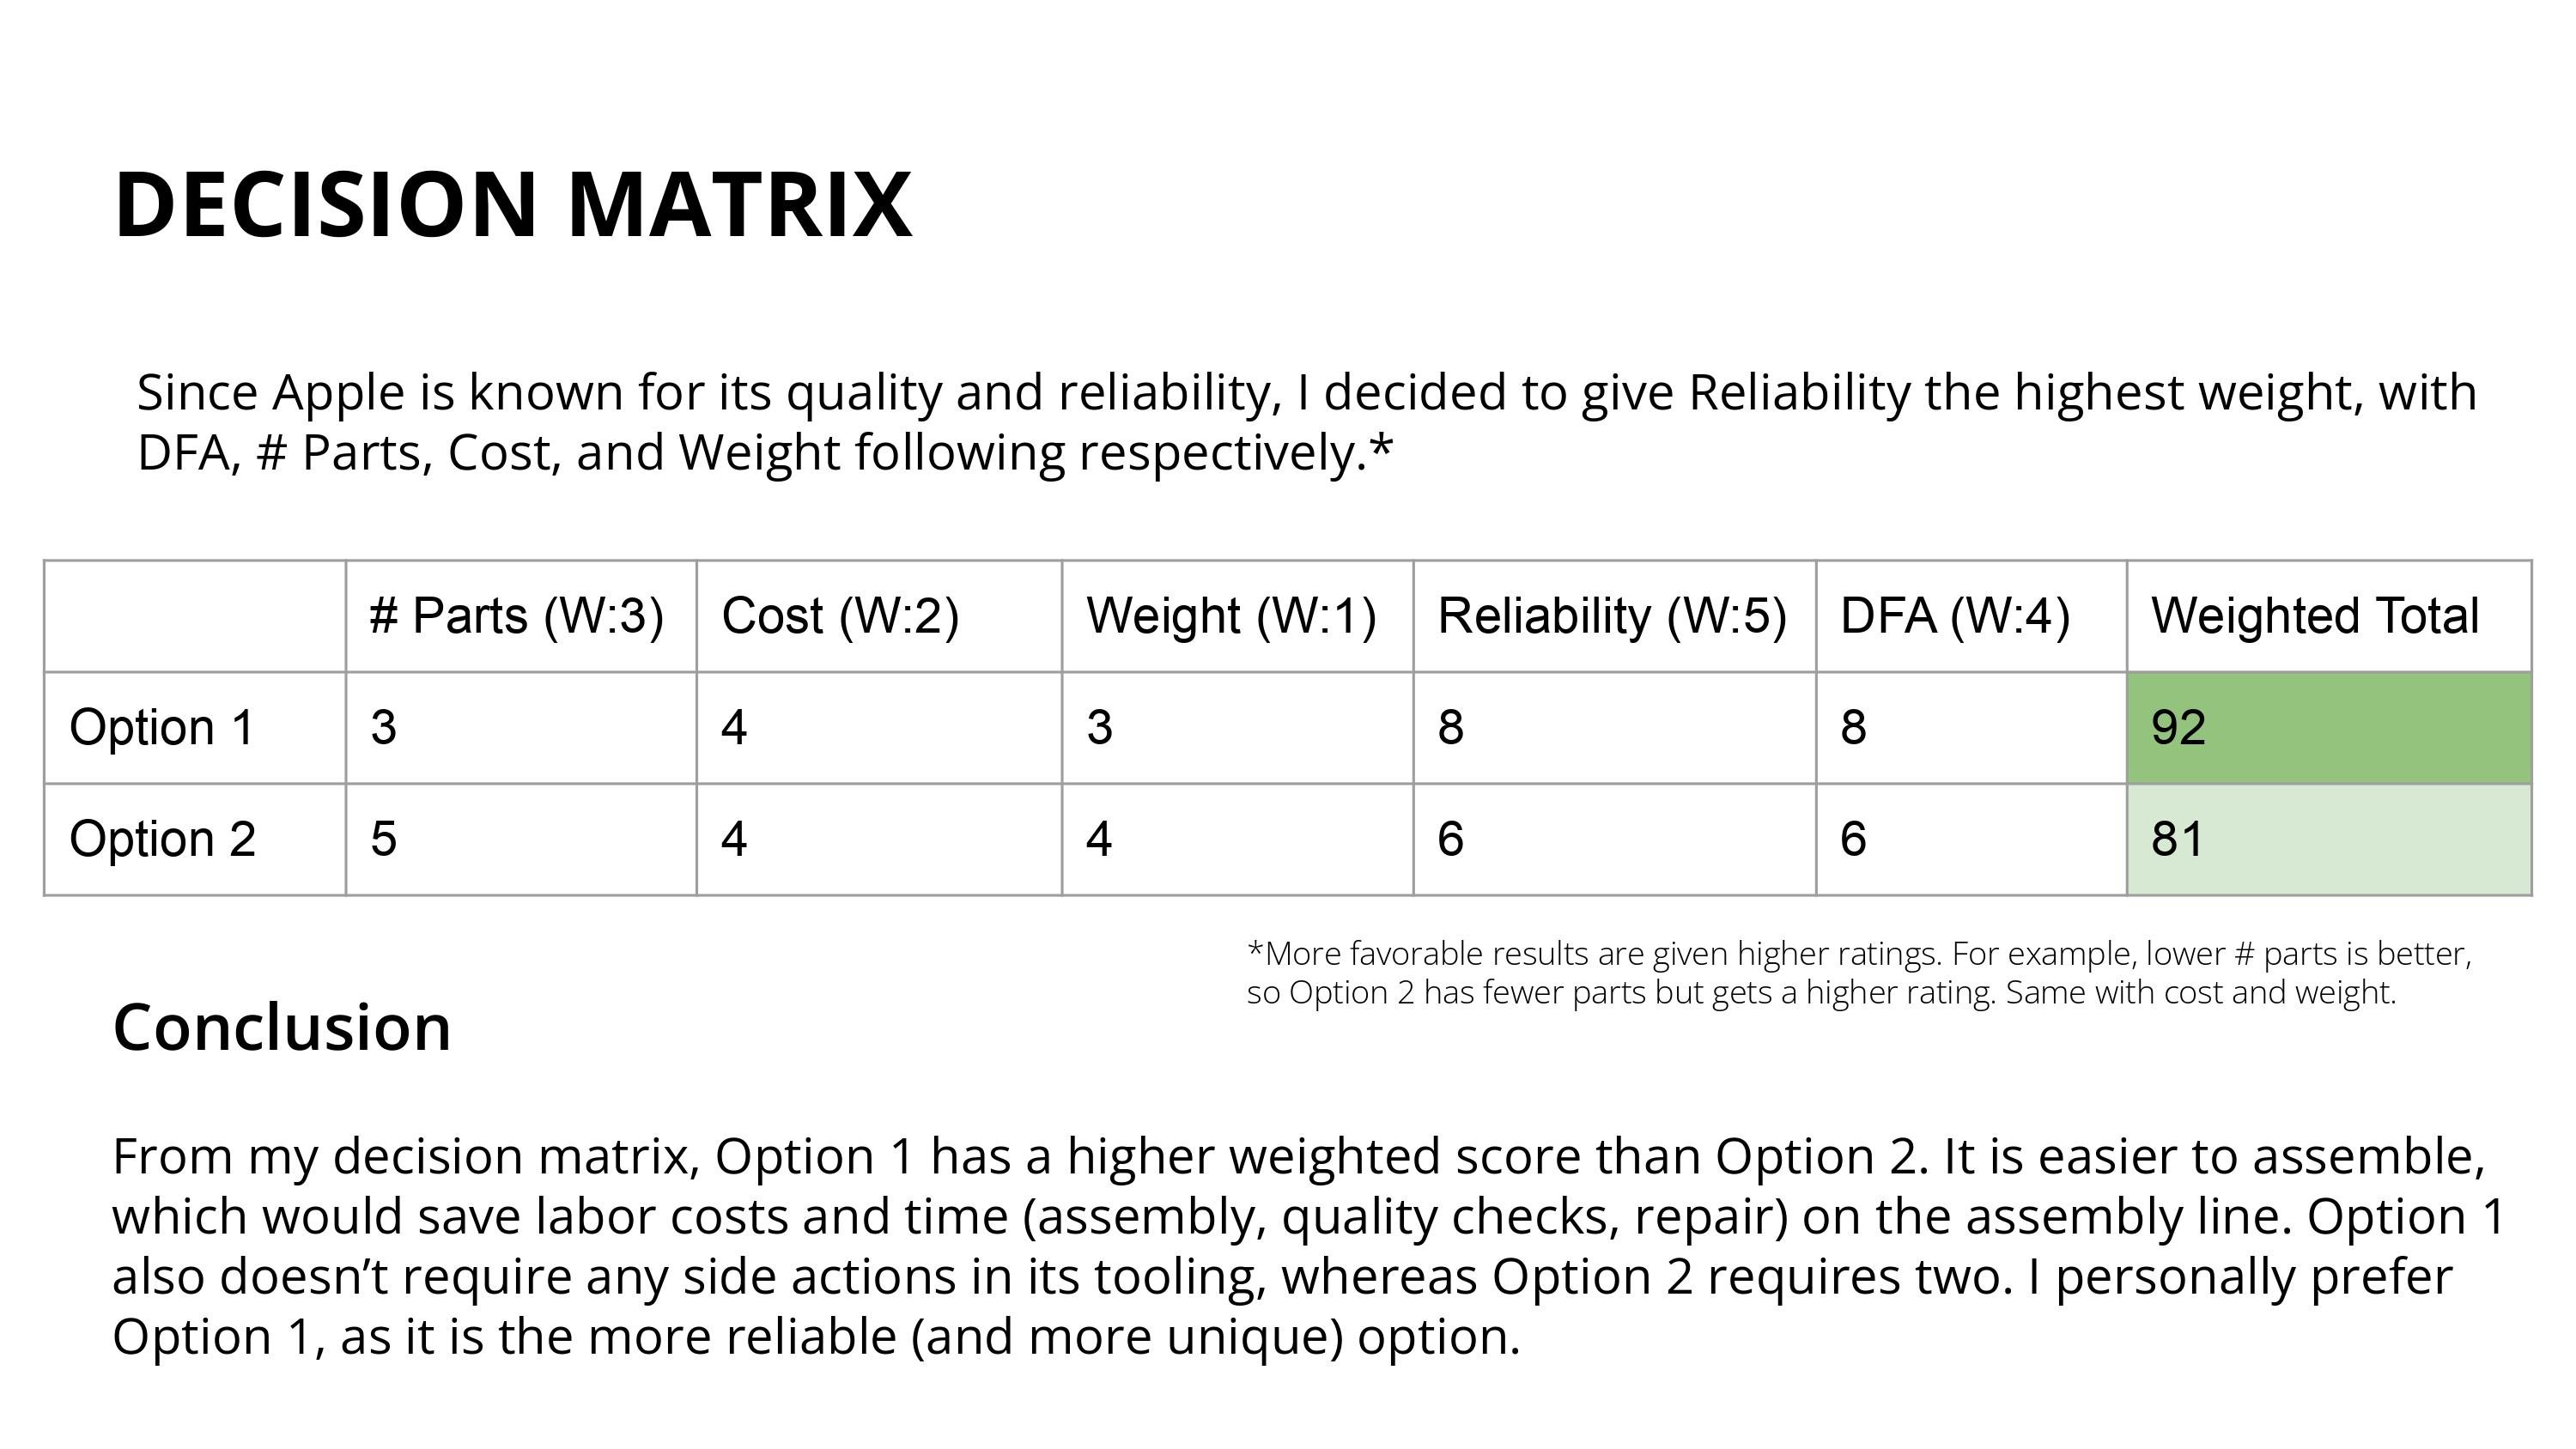 DECISION MATRIX
Since Apple is known for its quality and reliability, I decided to give Reliability the highest weight, with
DFA, # Parts, Cost, and Weight following respectively.*
# Parts (W:3) Cost (W:2) Weight (W:1) Reliability (W:5) DFA (W:4) Weighted Total
Option 1 3 4 3 8 8 92
Option 2 5 4 4 6 6 81
*More favorable results are given higher ratings. For example, lower # parts is better,
so Option 2 has fewer parts but gets a higher rating. Same with cost and weight.
Conclusion
From my decision matrix, Option 1 has a higher weighted score than Option 2. It is easier to assemble,
which would save labor costs and time (assembly, quality checks, repair) on the assembly line. Option 1
also doesn’t require any side actions in its tooling, whereas Option 2 requires two. I personally prefer
Option 1, as it is the more reliable (and more unique) option.